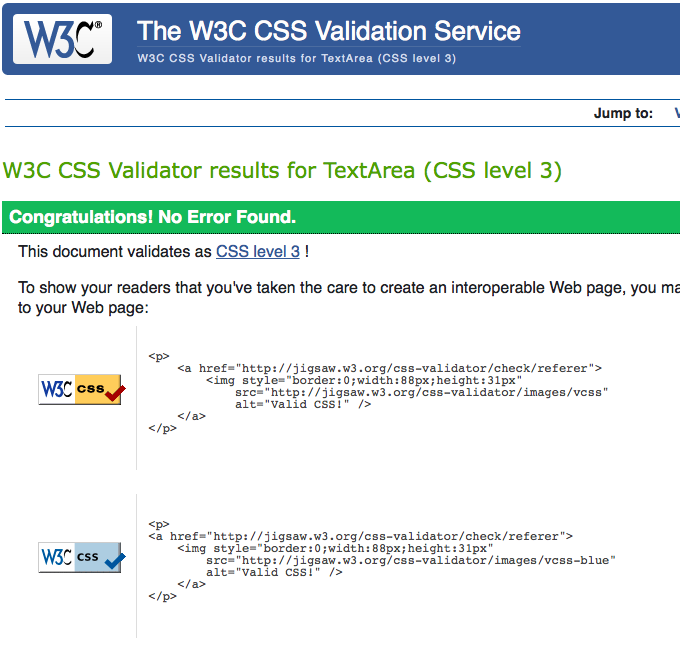 W3C®
The W3C CSS Validation Service
W3C CSS Validator results for TextArea (CSS level 3)
Jump to:
W3C CSS Validator results for TextArea (CSS level 3)
Congratulations! No Error Found.
This document validates as CSS level 3 !
To show your readers that you've taken the care to create an interoperable Web page, you
to your Web page:
W3C css
<p>
<a href="http://jigsaw.w3.org/css-validator/check/referer">
<img style="border:0;width:88px;height:31px"
src="http://jigsaw.w3.org/css-validator/images/vcss"
alt="Valid CSS!" />
</a>
</p>
W3C css
<p>
<a href="http://jigsaw.w3.org/css-validator/check/referer">
<img style="border:0;width:88px;height:31px"
src="http://jigsaw.w3.org/css-validator/images/vcss-blue"
alt="Valid CSS!" />
</a>
</p>